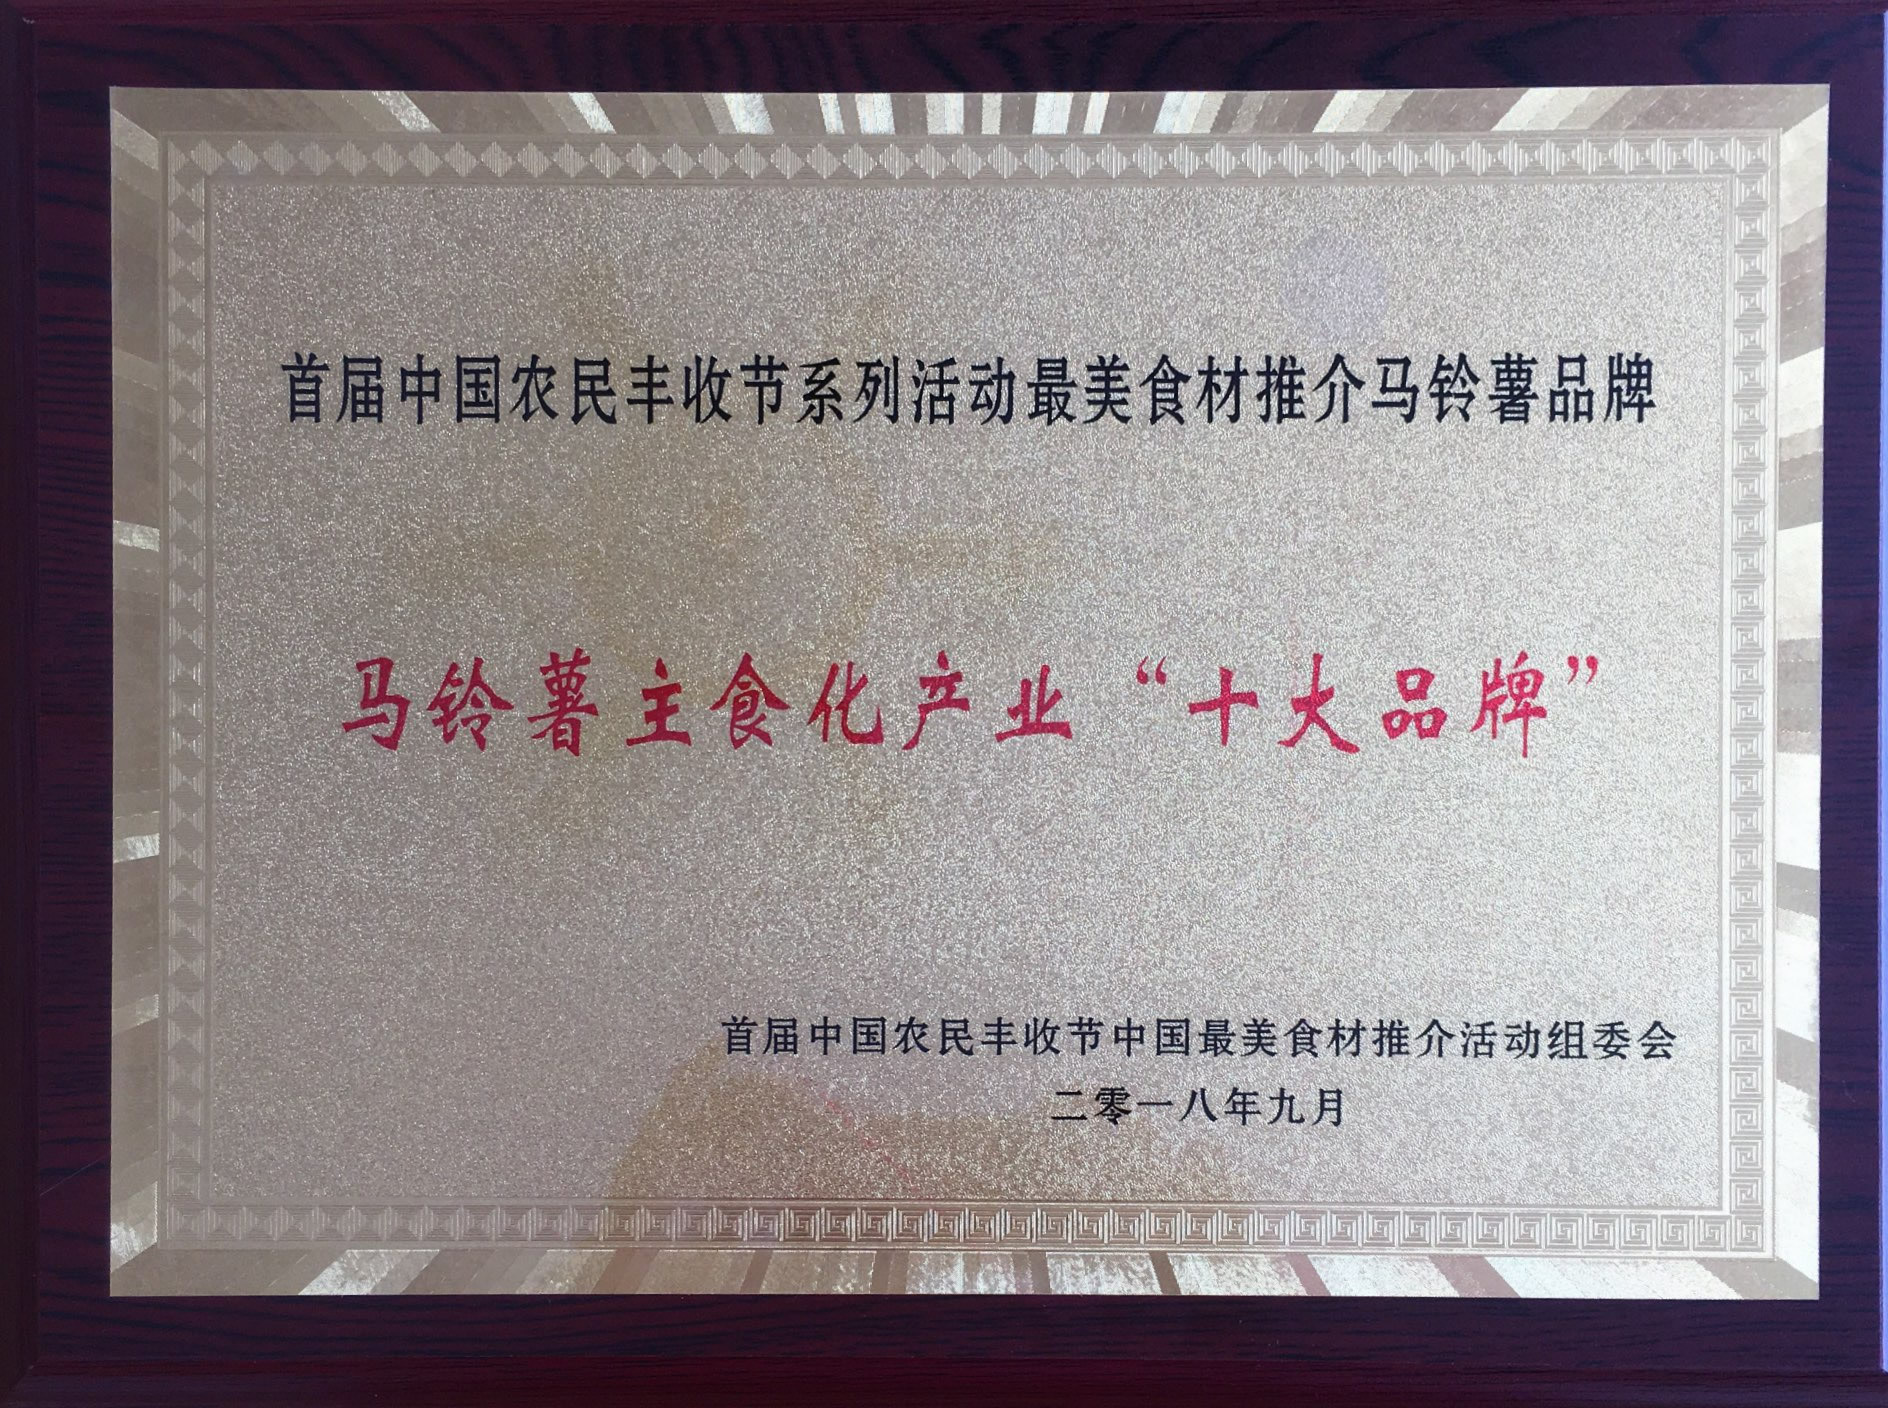 首届中国农民丰收节系列活动最美食材推介马铃薯品牌
马铃薯主食化产业“十大品牌”
首届中国农民丰收节中国最美食材推介活动组委会
二零一八年九月